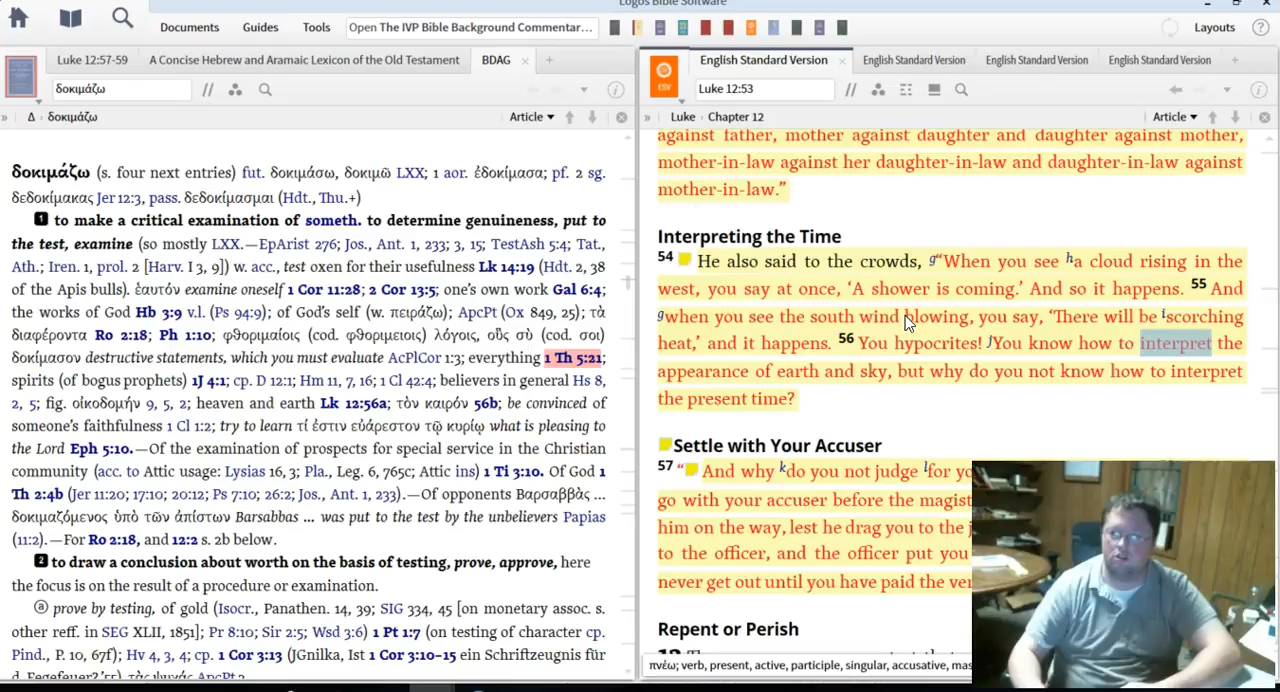 Logos Bible Software
Documents Guides Tools Open The IVP Bible Background Commentar... Layouts
Luke 12:57-59 A Concise Hebrew and Aramaic Lexicon of the Old Testament BDAG
δοκιμάζω
Δ › δοκιμάζω Article
δοκιμάζω (s. four next entries) fut. δοκιμάσω, δοκιμῶ LXX; 1 aor. ἐδοκίμασα; pf. 2 sg.
δεδοκίμακας Jer 12:3, pass. δεδοκίμασμαι (Hdt., Thu.+)
1 to make a critical examination of someth. to determine genuineness, put to
the test, examine (so mostly LXX.—EpArist 276; Jos., Ant. 1, 233; 3, 15; TestAsh 5:4; Tat.,
Ath.; Iren. 1, prol. 2 [Harv. I 3, 9]) w. acc., test oxen for their usefulness Lk 14:19 (Hdt. 2, 38
of the Apis bulls). ἑαυτόν examine oneself 1 Cor 11:28; 2 Cor 13:5; one's own work Gal 6:4;
the works of God Hb 3:9 v.l. (Ps 94:9); of God's self (w. πειράζω); ApcPt (Ox 849, 25); τὰ
διαφέροντα Ro 2:18; Ph 1:10; φθοριμαίοις (cod. φθοριμείοις) λόγοις, οὓς σὺ (cod. σοι)
δοκίμασον destructive statements, which you must evaluate AcPlCor 1:3; everything 1 Th 5:21;
spirits (of bogus prophets) 1J 4:1; cp. D 12:1; Hm 11, 7, 16; 1 Cl 42:4; believers in general Hs 8,
2, 5; fig. οἰκοδομήν 9, 5, 2; heaven and earth Lk 12:56a; τὸν καιρόν 56b; be convinced of
someone's faithfulness 1 Cl 1:2; try to learn τί ἐστιν εὐάρεστον τῷ κυρίῳ what is pleasing to
the Lord Eph 5:10.—Of the examination of prospects for special service in the Christian
community (acc. to Attic usage: Lysias 16, 3; Pla., Leg. 6, 765c; Attic ins) 1 Ti 3:10. Of God 1
Th 2:4b (Jer 11:20; 17:10; 20:12; Ps 7:10; 26:2; Jos., Ant. 1, 233).—Of opponents Βαρσαββᾶς ...
δοκιμαζόμενος ὑπὸ τῶν ἀπίστων Barsabbas ... was put to the test by the unbelievers Papias
(11:2).—For Ro 2:18, and 12:2 s. 2b below.
2 to draw a conclusion about worth on the basis of testing, prove, approve, here
the focus is on the result of a procedure or examination.
ⓐ prove by testing, of gold (Isocr., Panathen. 14, 39; SIG 334, 45 [on monetary assoc. s.
other reff. in SEG XLII, 1851]; Pr 8:10; Sir 2:5; Wsd 3:6) 1 Pt 1:7 (on testing of character cp.
Pind., P. 10, 67f); Hv 4, 3, 4; cp. 1 Cor 3:13 (JGnilka, Ist 1 Cor 3:10–15 ein Schriftzeugnis für
d. Fegefeuer? '55) τὰς ψυχάς ApcPt 3
English Standard Version English Standard Version English Standard Version English Standard Version
ESV
Luke 12:53
Luke › Chapter 12 Article
against father, mother against daughter and daughter against mother,
mother-in-law against her daughter-in-law and daughter-in-law against
mother-in-law.”
Interpreting the Time
54 He also said to the crowds, g“When you see ha cloud rising in the
west, you say at once, ‘A shower is coming.’ And so it happens. 55 And
gwhen you see the south wind blowing, you say, ‘There will be iscorching
heat,’ and it happens. 56 You hypocrites! jYou know how to interpret the
appearance of earth and sky, but why do you not know how to interpret
the present time?
Settle with Your Accuser
57 “ And why kdo you not judge lfor yo
go with your accuser before the magist
him on the way, lest he drag you to the j
to the officer, and the officer put you
never get out until you have paid the ver
Repent or Perish
πνέω; verb, present, active, participle, singular, accusative, mas